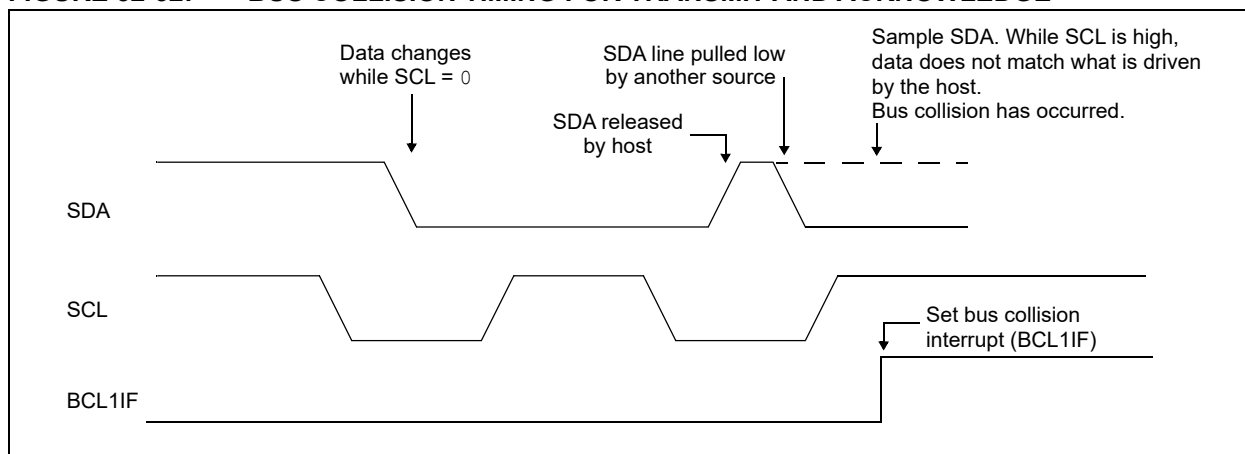 Data changes
while SCL = 0
SDA line pulled low
by another source
Sample SDA. While SCL is high,
data does not match what is driven
by the host.
Bus collision has occurred.
SDA released
by host
SDA
SCL
Set bus collision
interrupt (BCL1IF)
BCL1IF